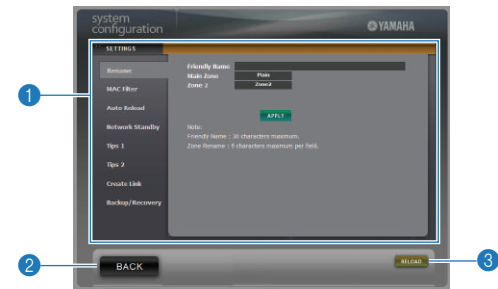 system
configuration
YAMAHA
SETTINGS
Rename
Friendly Name
Main Zone Main
Zone 2 Zone2
MAC Filter
Auto Reload
APPLY
Network Standby
Note.
Friendly Name : 30 characters maximum.
Zone Rename : 9 characters maximum per field.
Tips 1
Tips 2
Create Link
Backup/Recovery
1
2
BACK
RELOAD
3